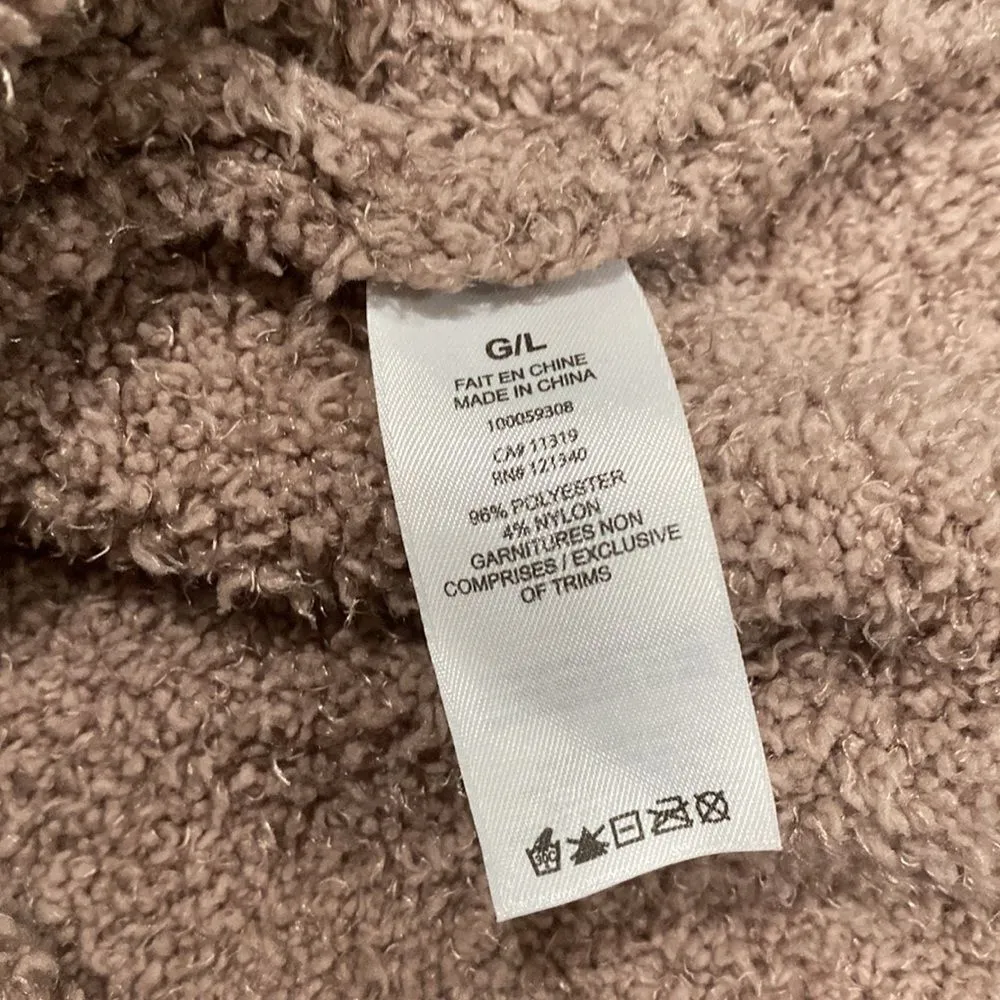 G/L
FAIT EN CHINE
MADE IN CHINA
100059308
CA# 11319
RN# 121340
96% POLYESTER
4% NYLON
GARNITURES NON
COMPRISES / EXCLUSIVE
OF TRIMS